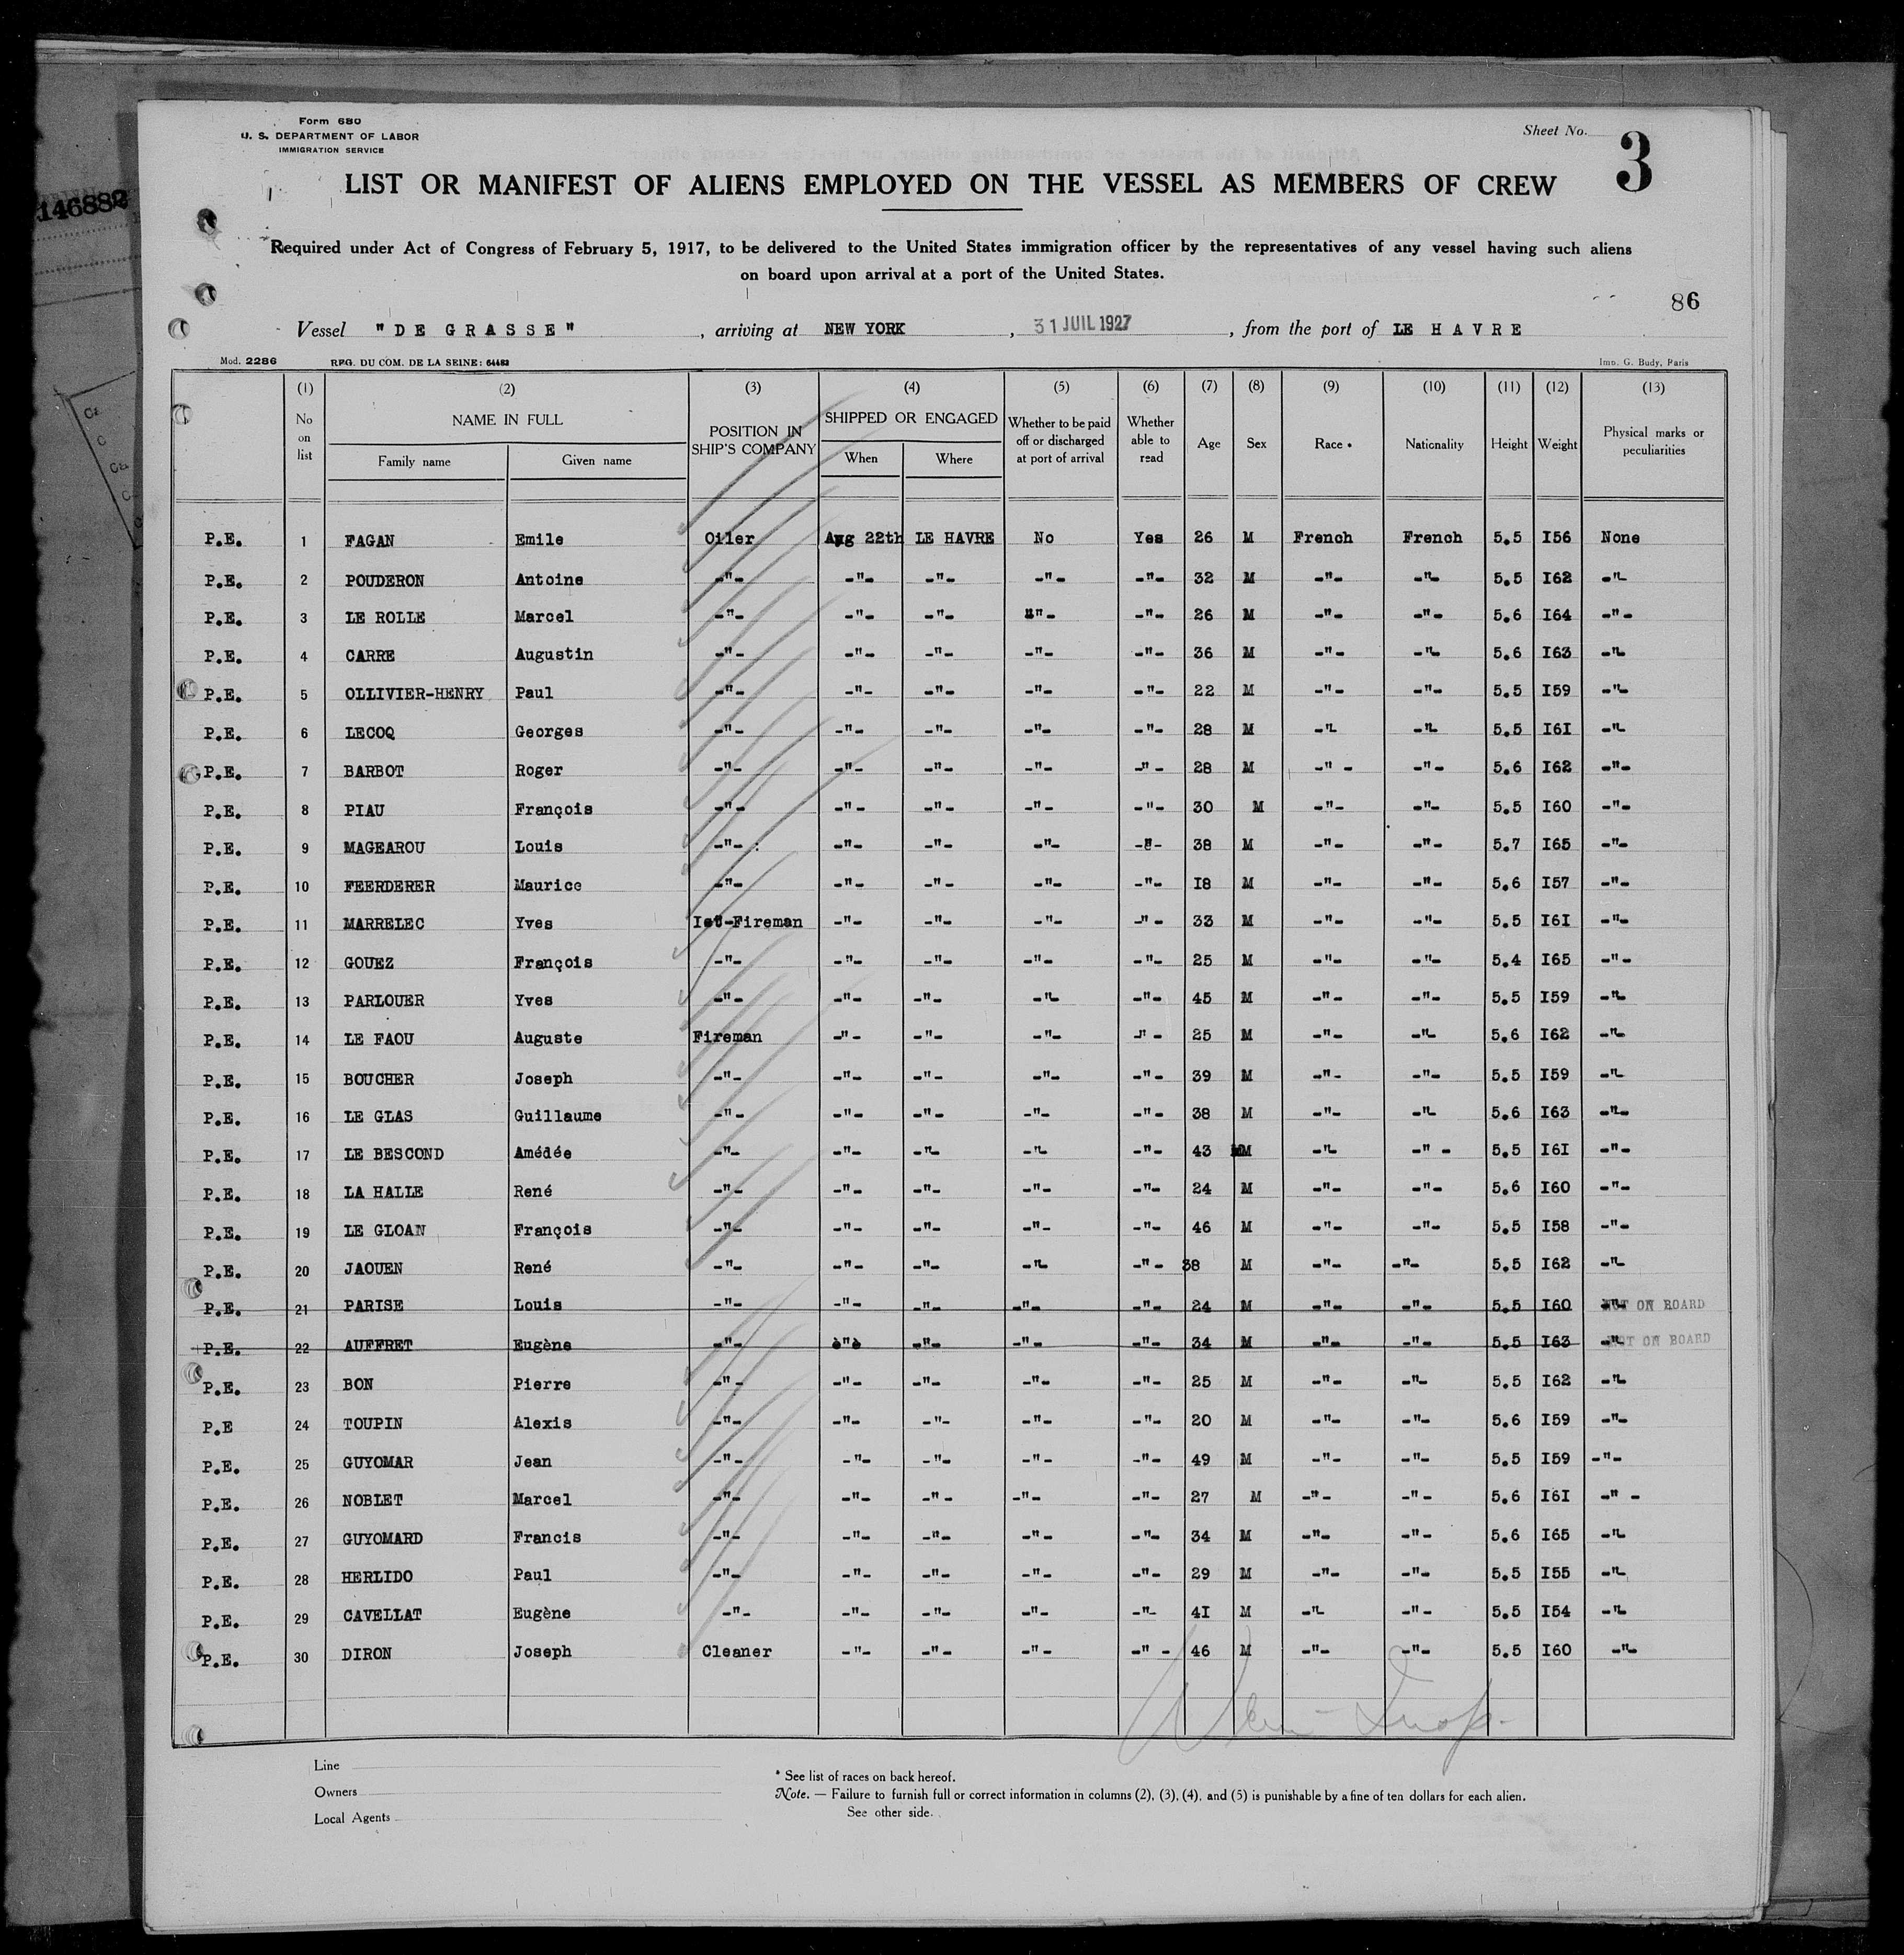 Form 680
U. S. DEPARTMENT OF LABOR
IMMIGRATION SERVICE
Sheet No. 3
146882
LIST OR MANIFEST OF ALIENS EMPLOYED ON THE VESSEL AS MEMBERS OF CREW
Required under Act of Congress of February 5, 1917, to be delivered to the United States immigration officer by the representatives of any vessel having such aliens
on board upon arrival at a port of the United States.
86
Vessel "DE GRASSE", arriving at NEW YORK, 31 JUIL 1927, from the port of LE HAVRE
Mod. 2286 REG. DU COM. DE LA SEINE: 64483 Imp. G. Budy, Paris
(1) (2) (3) (4) (5) (6) (7) (8) (9) (10) (11) (12) (13)
No on list NAME IN FULL Family name Given name POSITION IN SHIP'S COMPANY SHIPPED OR ENGAGED When Where Whether to be paid off or discharged at port of arrival Whether able to read Age Sex Race * Nationality Height Weight Physical marks or peculiarities
P.E. 1 FAGAN Emile Oiler Aug 22th LE HAVRE No Yes 26 M French French 5.5 I56 None
P.E. 2 POUDERON Antoine -"- -"- -"- -"- -"- 32 M -"- -"- 5.5 I62 -"-
P.E. 3 LE ROLLE Marcel -"- -"- -"- -"- -"- 26 M -"- -"- 5.6 I64 -"-
P.E. 4 CARRE Augustin -"- -"- -"- -"- -"- 36 M -"- -"- 5.6 I63 -"-
P.E. 5 OLLIVIER-HENRY Paul -"- -"- -"- -"- -"- 22 M -"- -"- 5.5 I59 -"-
P.E. 6 LECOQ Georges -"- -"- -"- -"- -"- 28 M -"- -"- 5.5 I6I -"-
P.E. 7 BARBOT Roger -"- -"- -"- -"- -"- 28 M -"- -"- 5.6 I62 -"-
P.E. 8 PIAU François -"- -"- -"- -"- -"- 30 M -"- -"- 5.5 I60 -"-
P.E. 9 MAGEAROU Louis -"- : -"- -"- -"- -"- 38 M -"- -"- 5.7 I65 -"-
P.E. 10 FEERDERER Maurice -"- -"- -"- -"- -"- I8 M -"- -"- 5.6 I57 -"-
P.E. 11 MARRELEC Yves Ist-Fireman -"- -"- -"- -"- 33 M -"- -"- 5.5 I6I -"-
P.E. 12 GOUEZ François -"- -"- -"- -"- -"- 25 M -"- -"- 5.4 I65 -"-
P.E. 13 PARLOUER Yves -"- -"- -"- -"- -"- 45 M -"- -"- 5.5 I59 -"-
P.E. 14 LE FAOU Auguste Fireman -"- -"- -"- -"- 25 M -"- -"- 5.6 I62 -"-
P.E. 15 BOUCHER Joseph -"- -"- -"- -"- -"- 39 M -"- -"- 5.5 I59 -"-
P.E. 16 LE GLAS Guillaume -"- -"- -"- -"- -"- 38 M -"- -"- 5.6 I63 -"-
P.E. 17 LE BESCOND Amédée -"- -"- -"- -"- -"- 43 MM -"- -"- 5.5 I6I -"-
P.E. 18 LA HALLE René -"- -"- -"- -"- -"- 24 M -"- -"- 5.6 I60 -"-
P.E. 19 LE GLOAN François -"- -"- -"- -"- -"- 46 M -"- -"- 5.5 I58 -"-
P.E. 20 JAOUEN René -"- -"- -"- -"- -"- 38 M -"- -"- 5.5 I62 -"-
P.E. 21 PARISE Louis -"- -"- -"- -"- -"- 24 M -"- -"- 5.5 I60 -"- NOT ON BOARD
P.E. 22 AUFFRET Eugène -"- è"è -"- -"- -"- 34 M -"- -"- 5.5 I63 -"- NOT ON BOARD
P.E. 23 BON Pierre -"- -"- -"- -"- -"- 25 M -"- -"- 5.5 I62 -"-
P.E 24 TOUPIN Alexis -"- -"- -"- -"- -"- 20 M -"- -"- 5.6 I59 -"-
P.E. 25 GUYOMAR Jean -"- -"- -"- -"- -"- 49 M -"- -"- 5.5 I59 -"-
P.E. 26 NOBLET Marcel -"- -"- -"- -"- -"- 27 M -"- -"- 5.6 I6I -"-
P.E. 27 GUYOMARD Francis -"- -"- -"- -"- -"- 34 M -"- -"- 5.6 I65 -"-
P.E. 28 HERLIDO Paul -"- -"- -"- -"- -"- 29 M -"- -"- 5.5 I55 -"-
P.E. 29 CAVELLAT Eugène -"- -"- -"- -"- -"- 4I M -"- -"- 5.5 I54 -"-
P.E. 30 DIRON Joseph Cleaner -"- -"- -"- -"- 46 M -"- -"- 5.5 I60 -"-
Line
Owners
Local Agents
* See list of races on back hereof.
Note. — Failure to furnish full or correct information in columns (2), (3), (4), and (5) is punishable by a fine of ten dollars for each alien.
See other side.